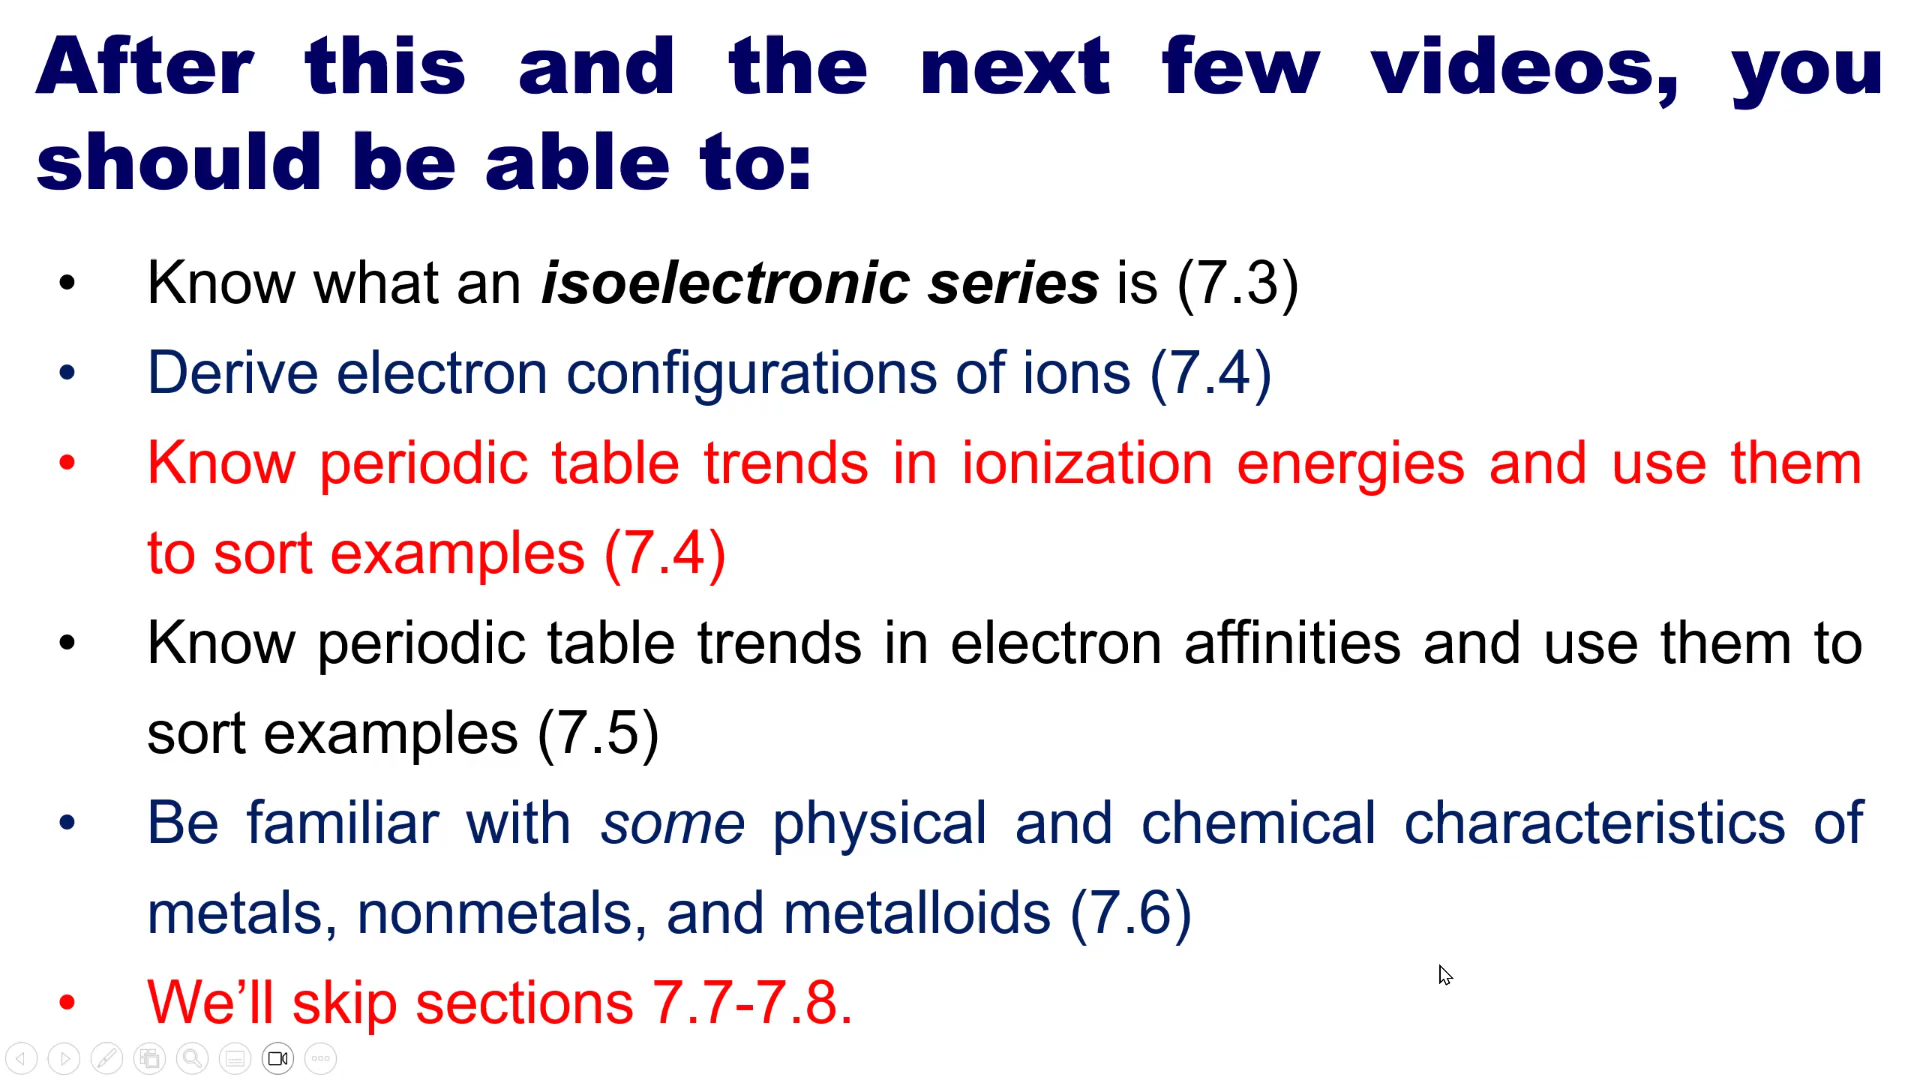 After this and the next few videos, you
should be able to:
• Know what an isoelectronic series is (7.3)
• Derive electron configurations of ions (7.4)
• Know periodic table trends in ionization energies and use them
to sort examples (7.4)
• Know periodic table trends in electron affinities and use them to
sort examples (7.5)
• Be familiar with some physical and chemical characteristics of
metals, nonmetals, and metalloids (7.6)
• We’ll skip sections 7.7-7.8.